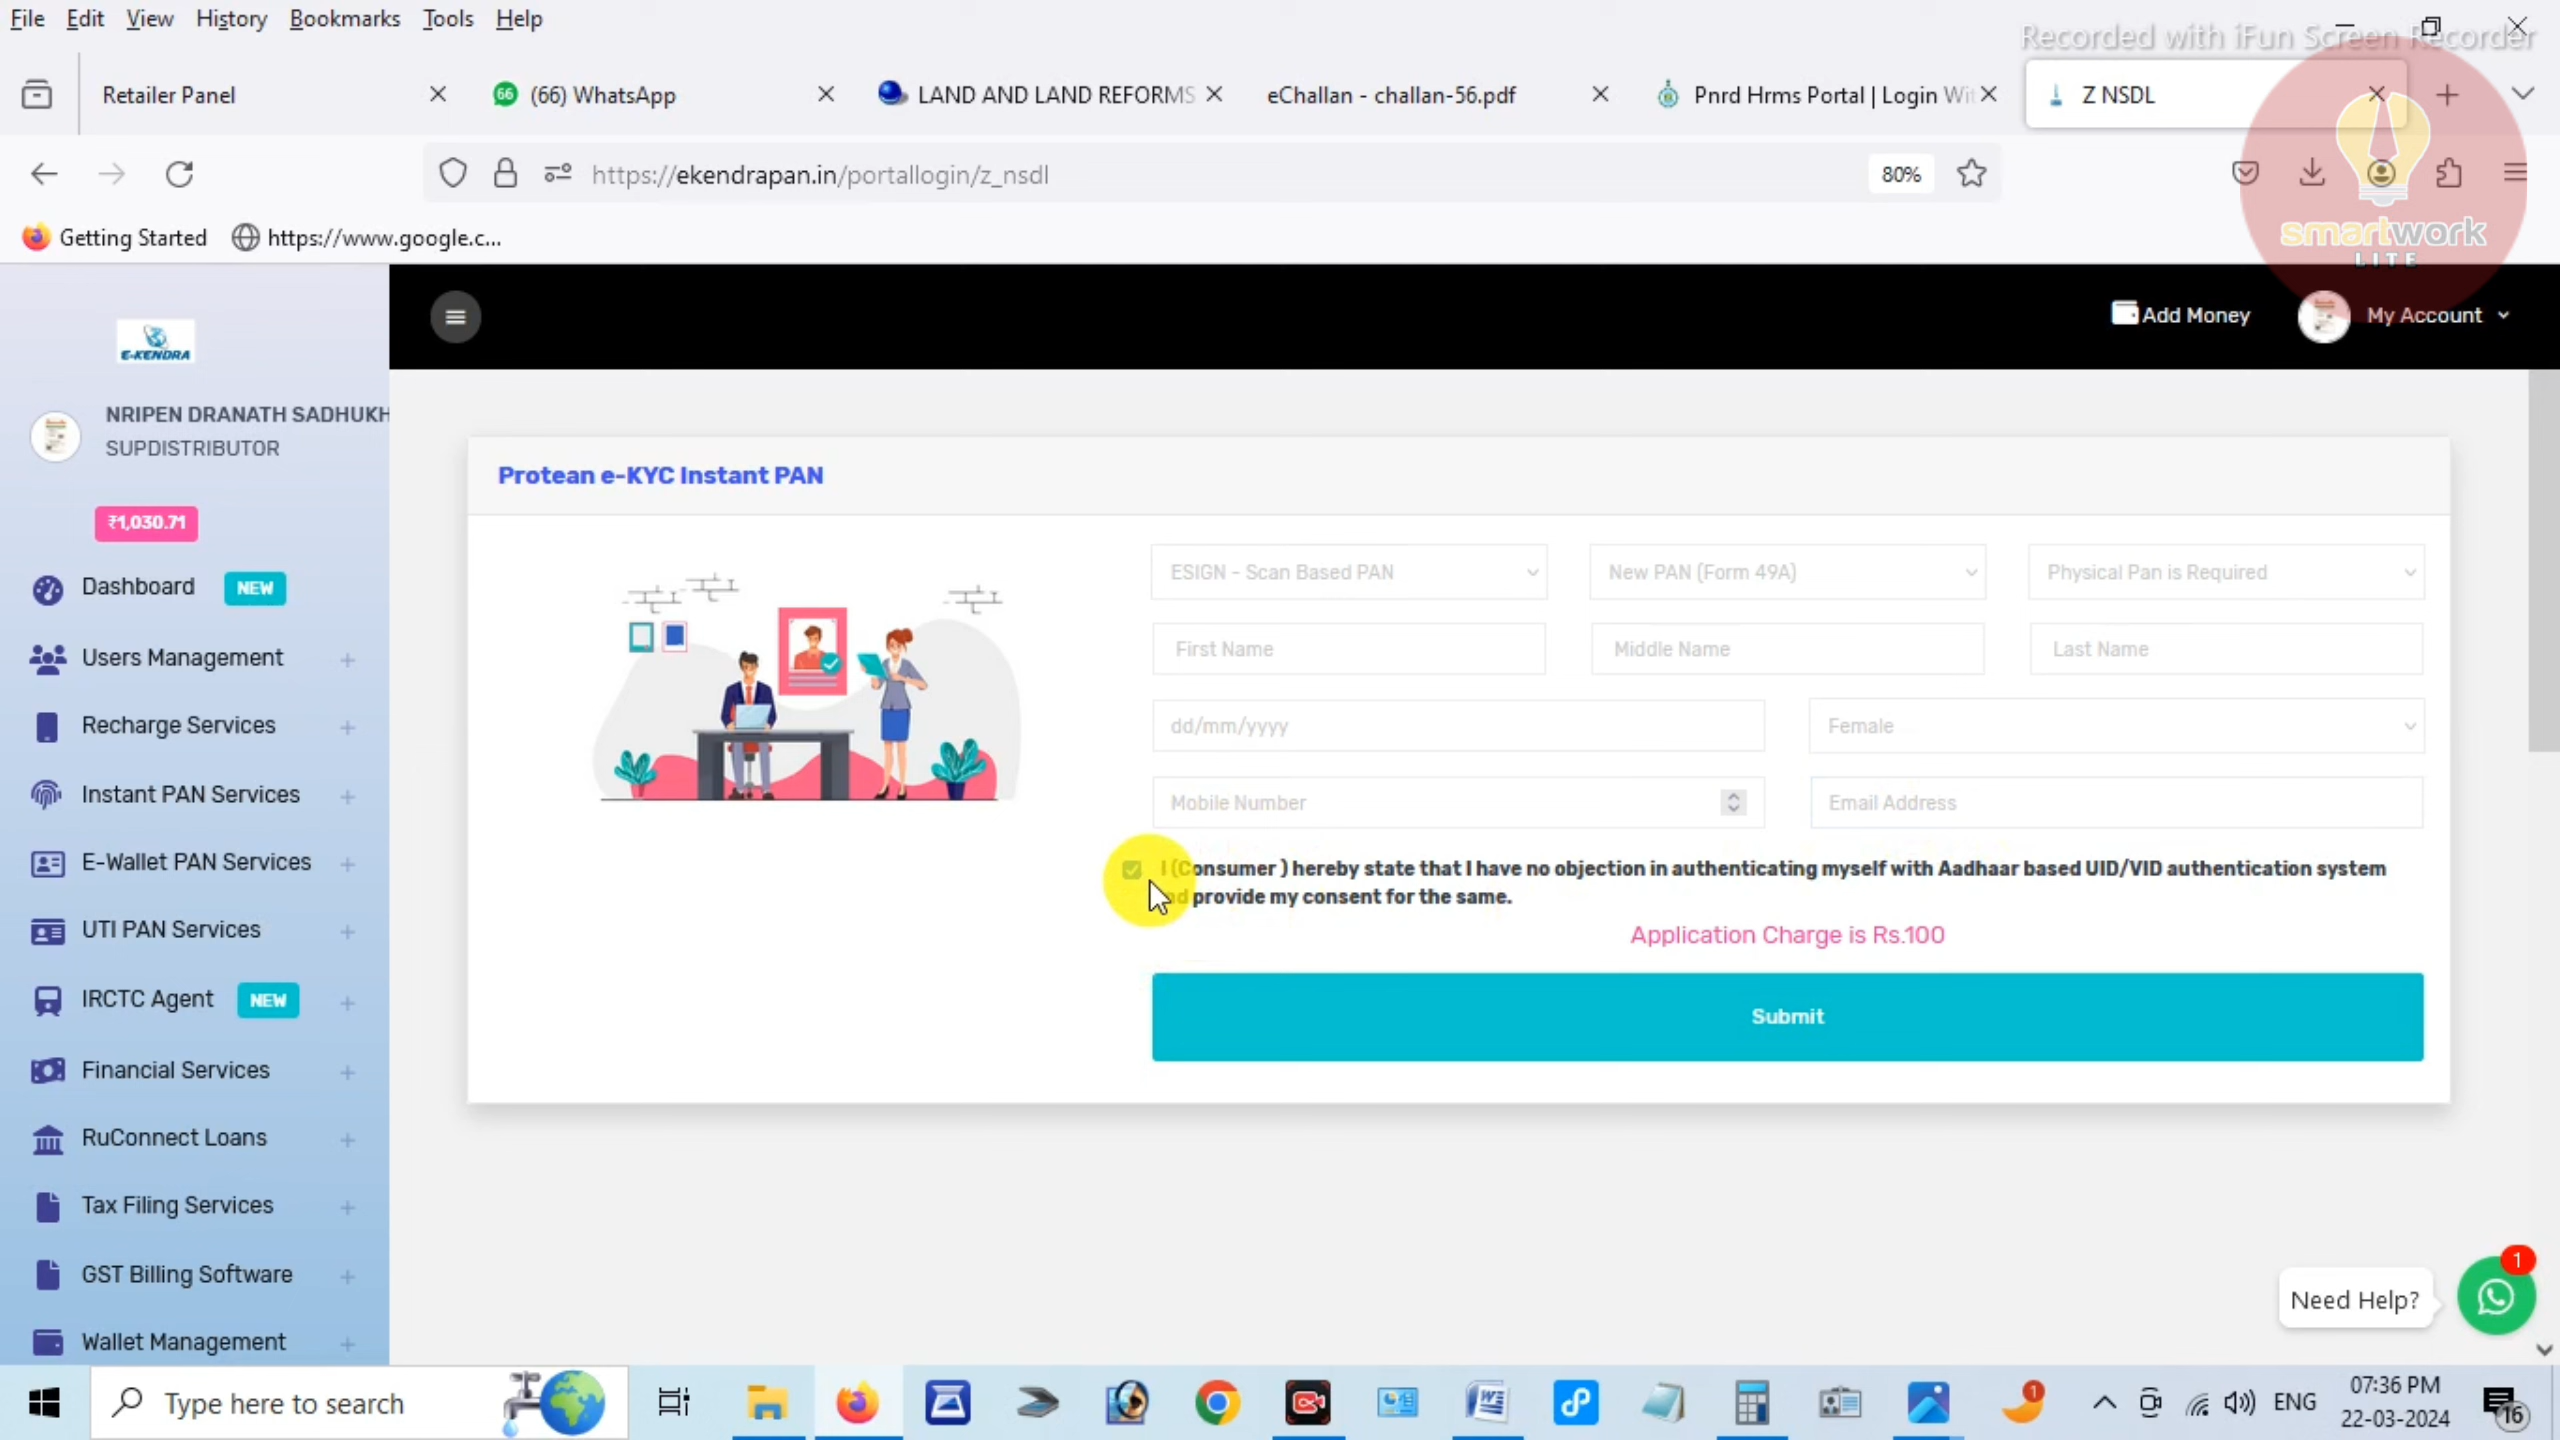 File Edit View History Bookmarks Tools Help
Recorded with iFun Screen Recorder
Retailer Panel
66 (66) WhatsApp
LAND AND LAND REFORMS
eChallan - challan-56.pdf
Pnrd Hrms Portal | Login Wit
Z NSDL
https://ekendrapan.in/portallogin/z_nsdl
80%
smartwork
LITE
Getting Started
https://www.google.c...
E-KENDRA
Add Money
My Account
NRIPEN DRANATH SADHUKH
SUPDISTRIBUTOR
₹1,030.71
Dashboard NEW
Users Management
Recharge Services
Instant PAN Services
E-Wallet PAN Services
UTI PAN Services
IRCTC Agent NEW
Financial Services
RuConnect Loans
Tax Filing Services
GST Billing Software
Wallet Management
Protean e-KYC Instant PAN
ESIGN - Scan Based PAN
New PAN (Form 49A)
Physical Pan is Required
First Name
Middle Name
Last Name
dd/mm/yyyy
Female
Mobile Number
Email Address
I (Consumer ) hereby state that I have no objection in authenticating myself with Aadhaar based UID/VID authentication system
provide my consent for the same.
Application Charge is Rs.100
Submit
Need Help?
1
Type here to search
1
ENG
07:36 PM
22-03-2024
16